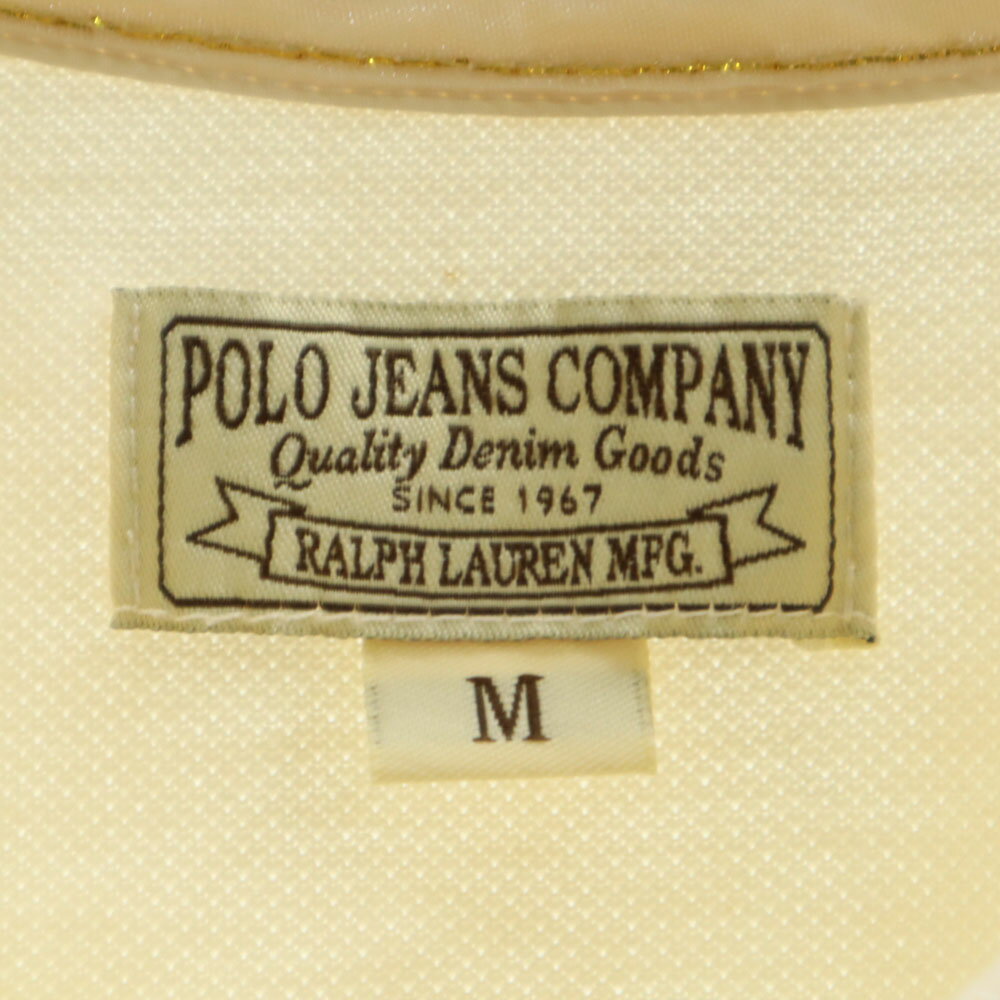 POLO JEANS COMPANY
Quality Denim Goods
SINCE 1967
RALPH LAUREN MFG.
M